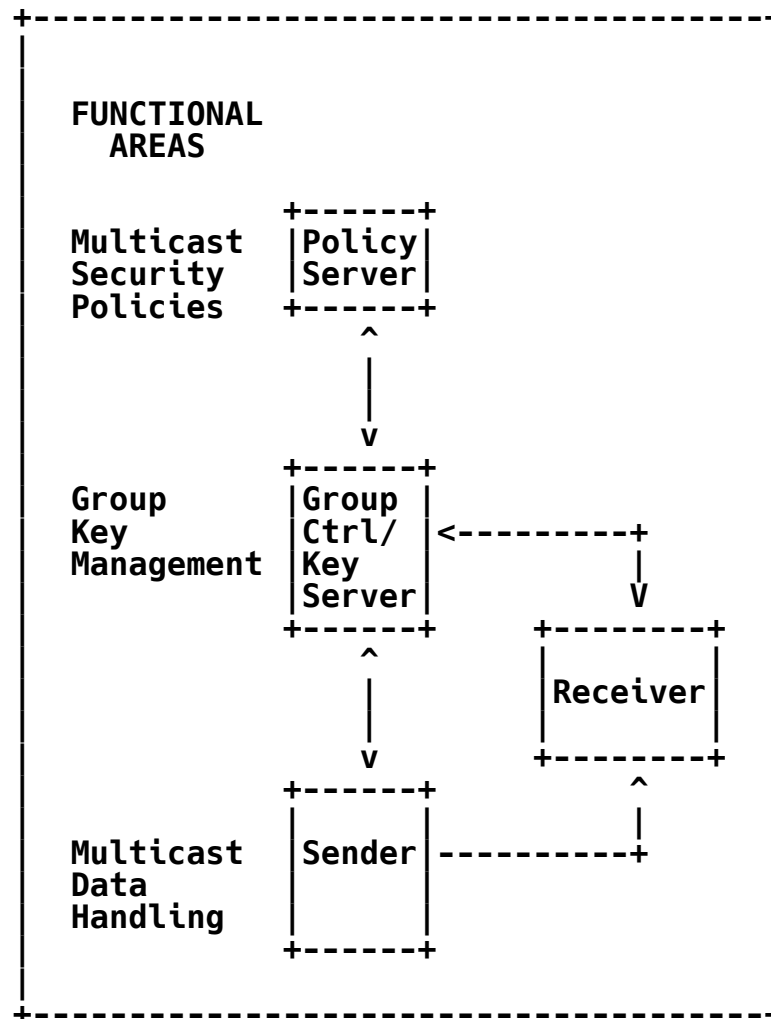 FUNCTIONAL
AREAS
Multicast
Security
Policies
Policy
Server
Group
Key
Management
Group
Ctrl/
Key
Server
Receiver
Multicast
Data
Handling
Sender